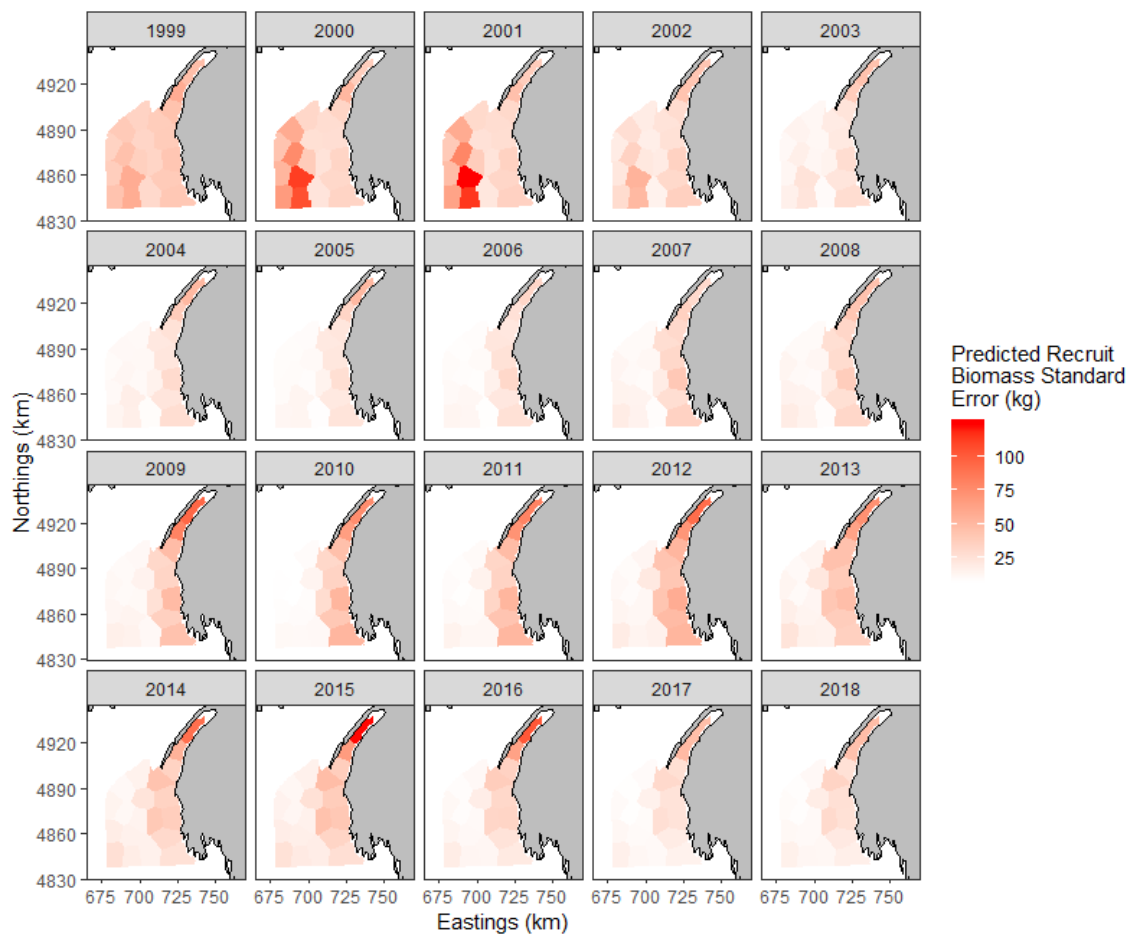 1999 2000 2001 2002 2003
4920
4890
4860
4830
2004 2005 2006 2007 2008
4920
4890
4860
4830
2009 2010 2011 2012 2013
4920
4890
4860
4830
2014 2015 2016 2017 2018
4920
4890
4860
4830
675 700 725 750 675 700 725 750 675 700 725 750 675 700 725 750 675 700 725 750
Eastings (km)
Northings (km)
Predicted Recruit
Biomass Standard
Error (kg)
100
75
50
25